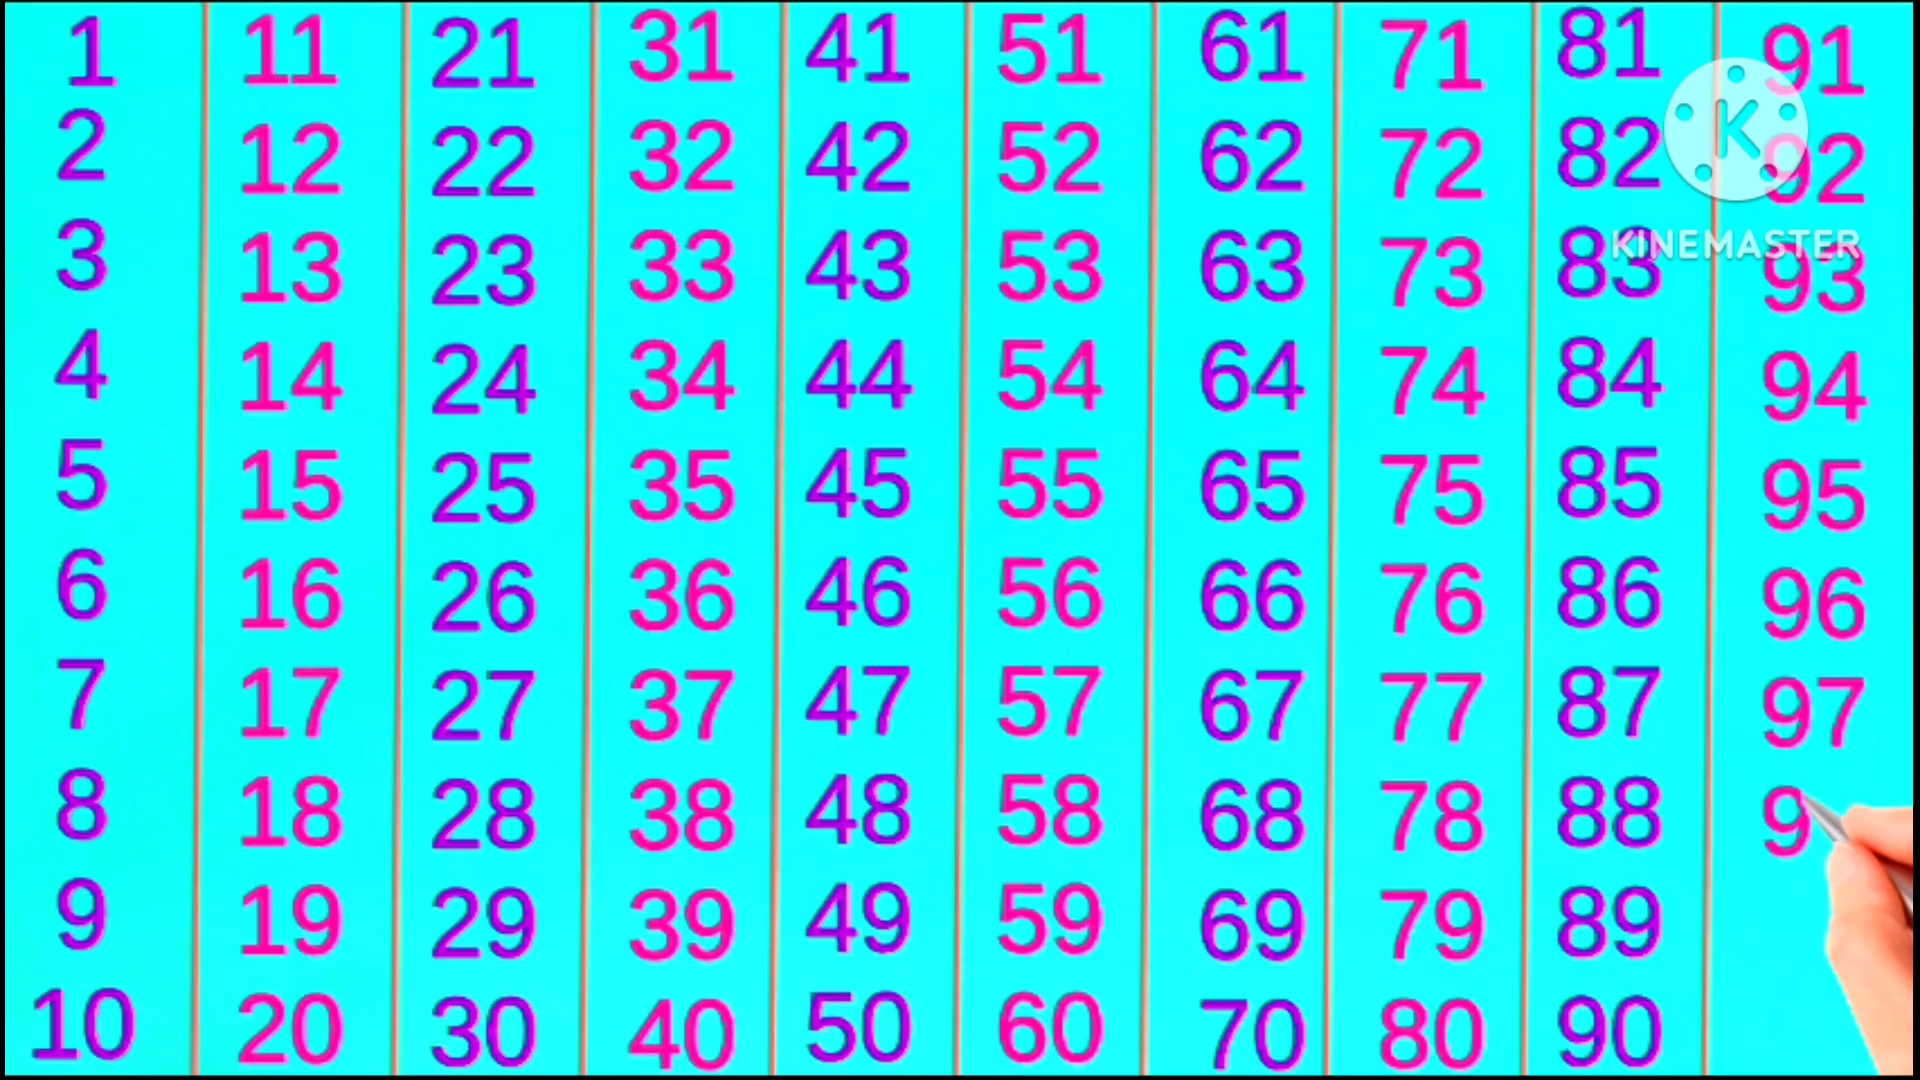 1 11 21 31 41 51 61 71 81 91
2 12 22 32 42 52 62 72 82 92
3 13 23 33 43 53 63 73 83 93
4 14 24 34 44 54 64 74 84 94
5 15 25 35 45 55 65 75 85 95
6 16 26 36 46 56 66 76 86 96
7 17 27 37 47 57 67 77 87 97
8 18 28 38 48 58 68 78 88 9
9 19 29 39 49 59 69 79 89
10 20 30 40 50 60 70 80 90
K
KINEMASTER